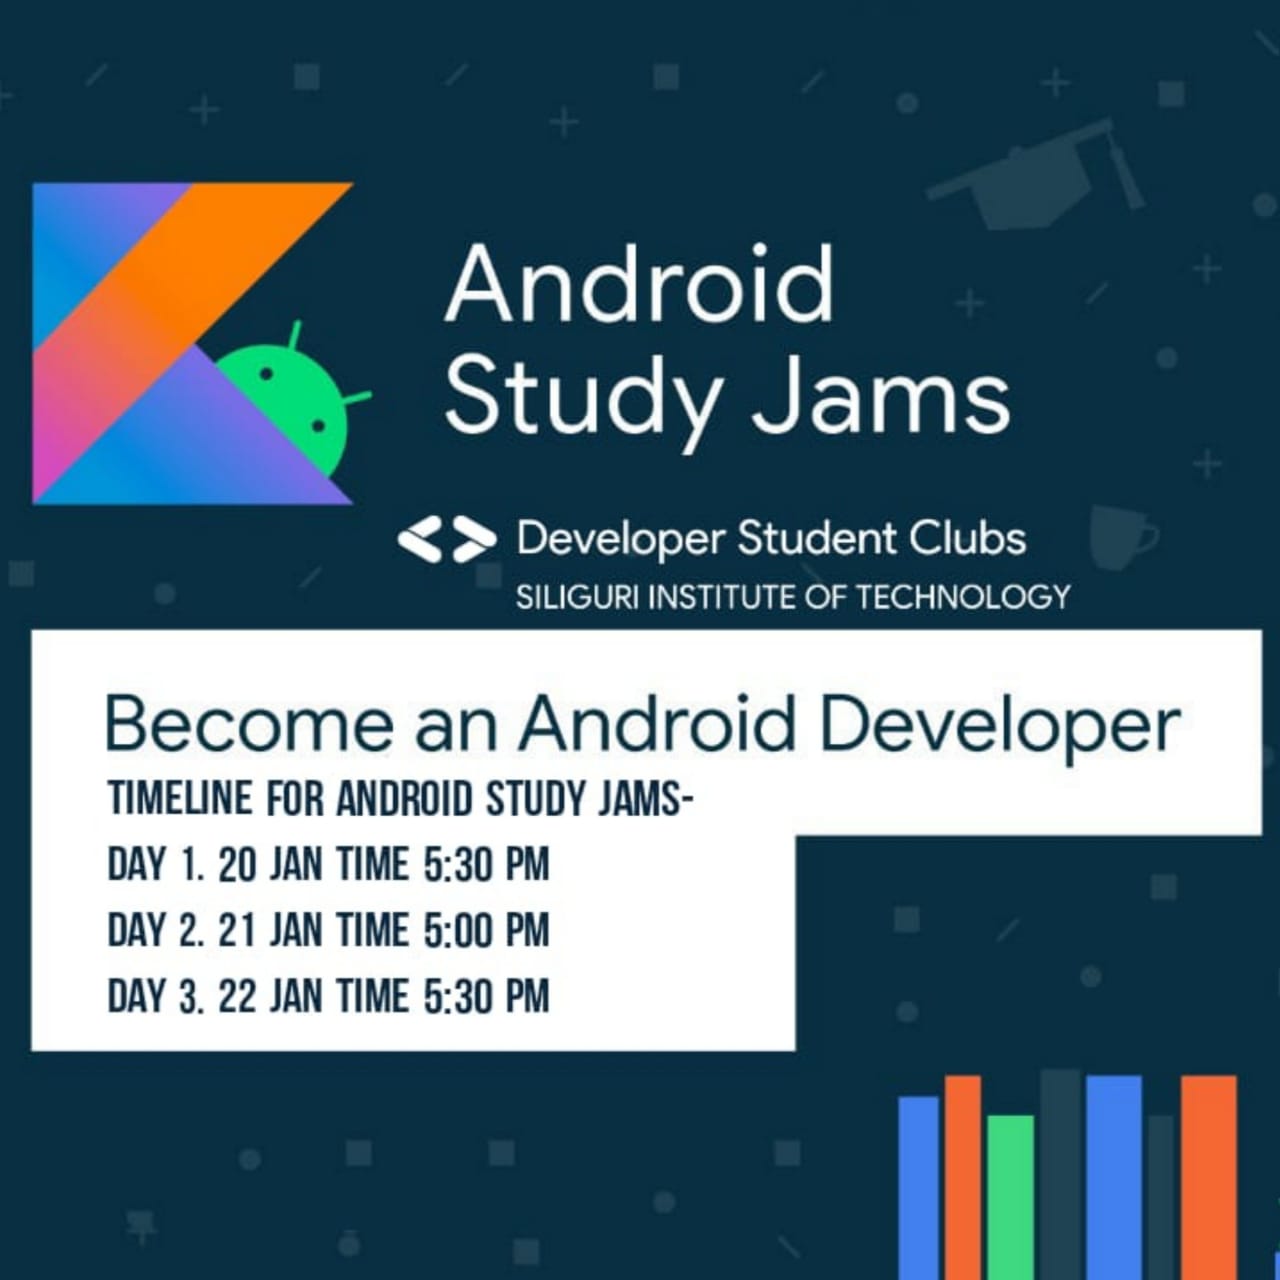 Android
Study Jams
Developer Student Clubs
SILIGURI INSTITUTE OF TECHNOLOGY
Become an Android Developer
TIMELINE FOR ANDROID STUDY JAMS-
DAY 1. 20 JAN TIME 5:30 PM
DAY 2. 21 JAN TIME 5:00 PM
DAY 3. 22 JAN TIME 5:30 PM